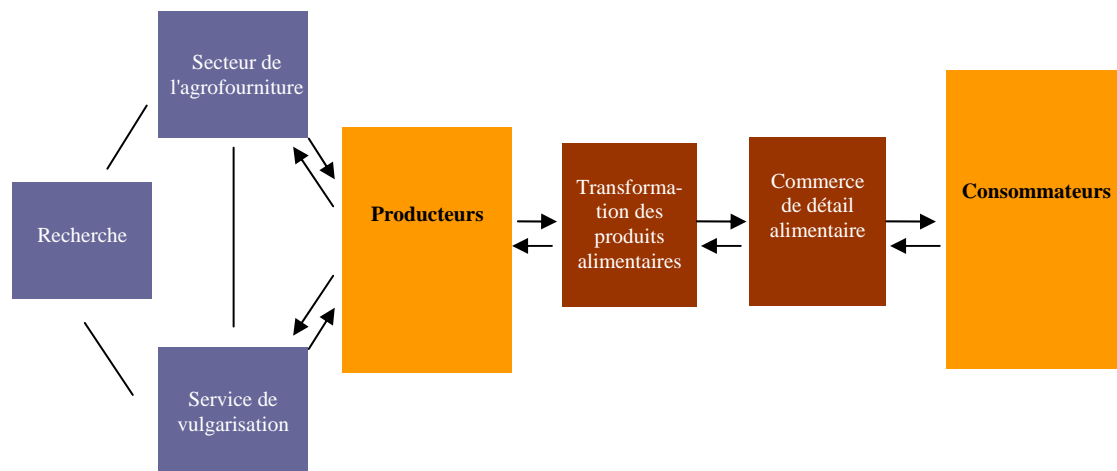 Secteur de
l'agrofourniture
Recherche
Service de
vulgarisation
Producteurs
Transforma-
tion des
produits
alimentaires
Commerce
de détail
alimentaire
Consommateurs